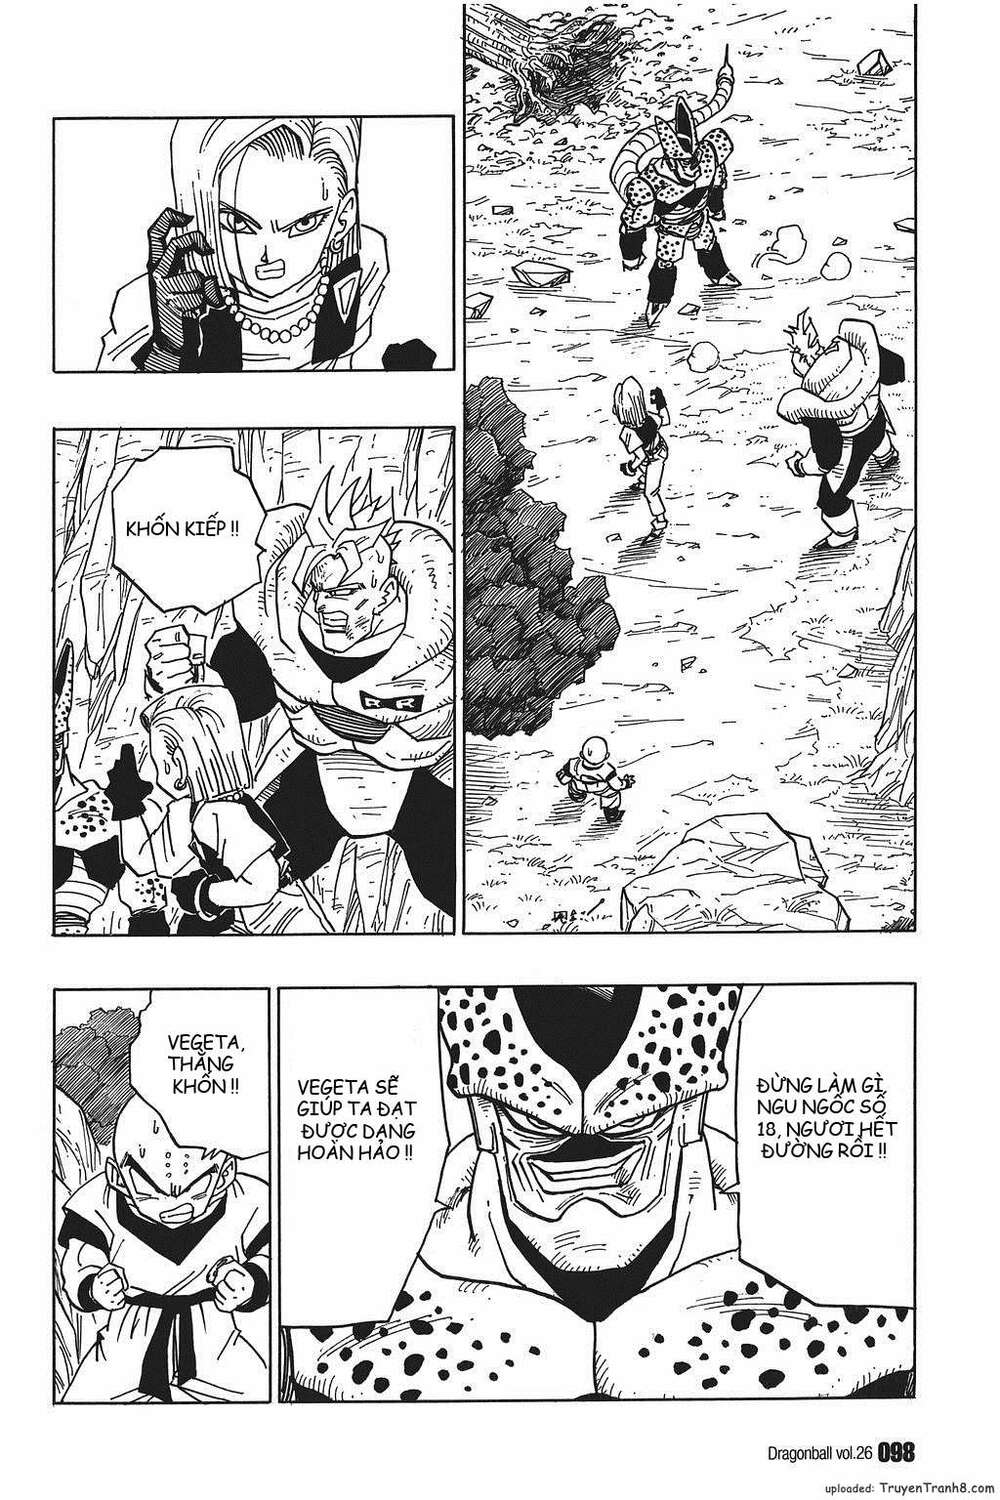 KHỐN KIẾP !!
RR
ĐỪNG LÀM GÌ,
NGU NGỐC SỐ
18, NGƯƠI HẾT
ĐƯỜNG RỒI !!
VEGETA SẼ
GIÚP TA ĐẠT
ĐƯỢC DẠNG
HOÀN HẢO !!
VEGETA,
THẰNG
KHỐN !!
Dragonball vol.26 098
uploaded: TruyenTranh8.com